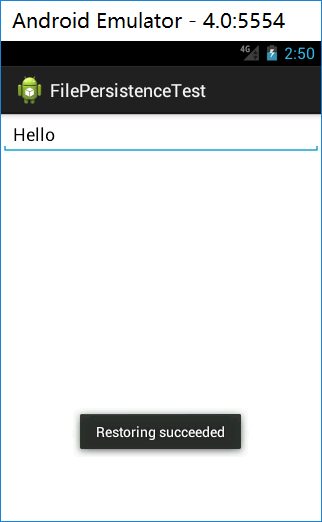 Android Emulator - 4.0:5554
4G 2:50
FilePersistenceTest
Hello
Restoring succeeded